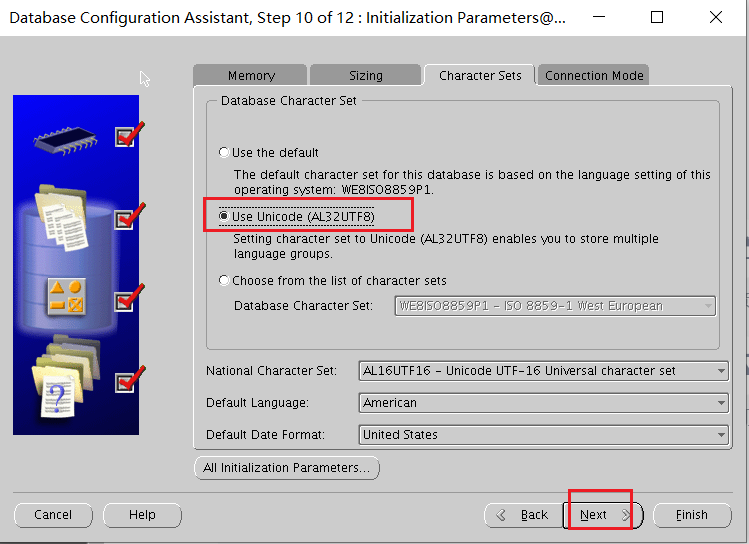 Database Configuration Assistant, Step 10 of 12 : Initialization Parameters@...
Memory
Sizing
Character Sets
Connection Mode
Database Character Set
Use the default
The default character set for this database is based on the language setting of this
operating system: WE8ISO8859P1.
Use Unicode (AL32UTF8)
Setting character set to Unicode (AL32UTF8) enables you to store multiple
language groups.
Choose from the list of character sets
Database Character Set:
WE8ISO8859P1 - ISO 8859-1 West European
National Character Set:
AL16UTF16 - Unicode UTF-16 Universal character set
Default Language:
American
Default Date Format:
United States
All Initialization Parameters...
Cancel
Help
Back
Next
Finish